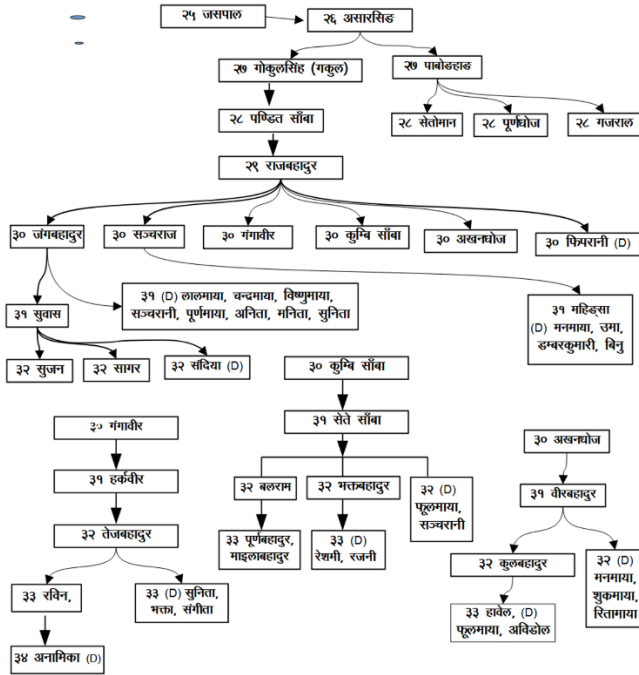 २५ जसपाल
२६ असारसिङ
२७ गोकुलसिंह (गकुल)
२७ पाबोङहाङ
२८ पण्डित साँबा
२८ सेतोमान
२८ पूर्णधोज
२८ गजराल
२९ राजबहादुर
३० जंगबहादुर
३० सञ्चराज
३० गंगावीर
३० कुम्बि साँबा
३० अखनधोज
३० फिपरानी (D)
३१ सुवास
३१ (D) लालमाया, चन्द्रमाया, विष्णुमाया,
सञ्चरानी, पूर्णमाया, अनिता, मनिता, सुनिता
३१ महिङ्सा
(D) मनमाया, उमा,
डम्बरकुमारी, बिनु
३२ सुजन
३२ सागर
३२ संदिया (D)
३० कुम्बि साँबा
३१ सेते साँबा
३२ बलराम
३२ भक्तबहादुर
३२ (D)
फूलमाया,
सञ्चरानी
३३ पूर्णबहादुर,
माइलाबहादुर
३३ (D)
रेशमी, रजनी
३० गंगावीर
३१ हर्कवीर
३२ तेजबहादुर
३३ रविन,
३३ (D) सुनिता,
भक्ता, संगीता
३४ अनामिका (D)
३० अखनधोज
३१ वीरबहादुर
३२ कुलबहादुर
३२ (D)
मनमाया,
शुकमाया,
रितामाया
३३ हावेल, (D)
फूलमाया, अविडोल